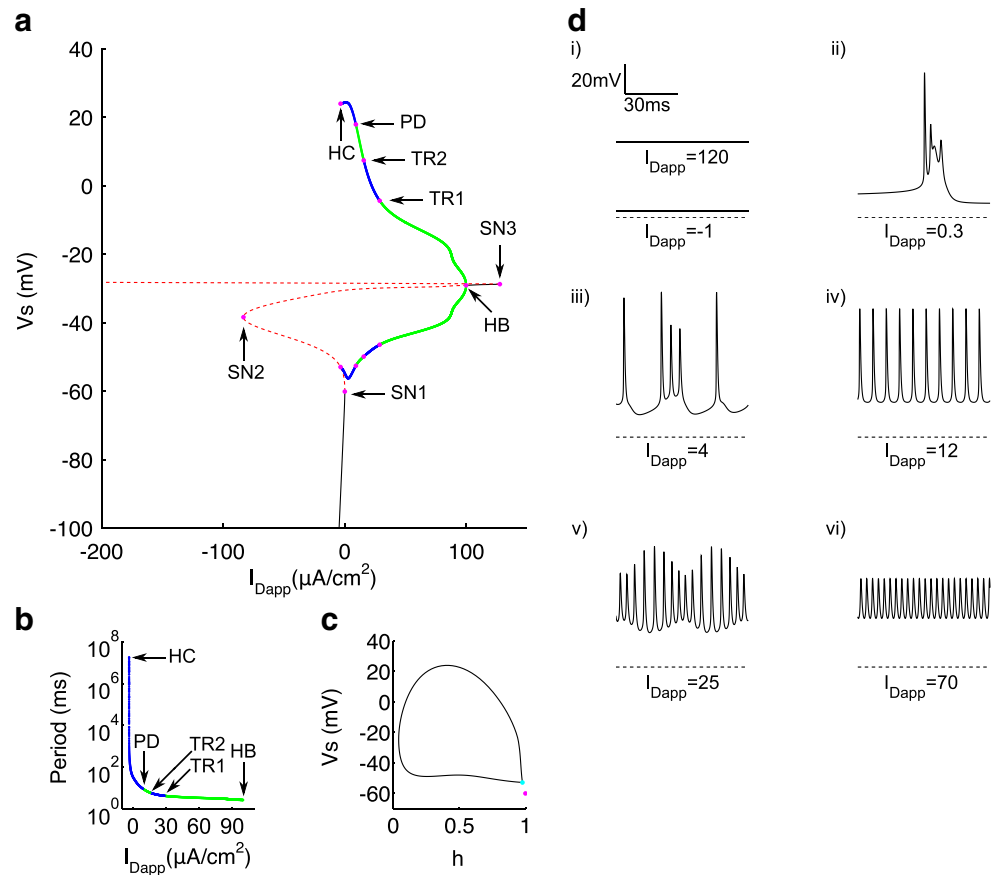 a
40
20
0
-20
-40
-60
-80
-100
Vs (mV)
-200
-100
0
100
I_Dapp(μA/cm²)
HC
PD
TR2
TR1
SN3
HB
SN2
SN1
b
10^8
10^6
10^4
10^2
10^0
Period (ms)
HC
PD
TR2
TR1
HB
0
30
60
90
I_Dapp(μA/cm²)
c
40
20
0
-20
-40
-60
Vs (mV)
0
0.5
1
h
d
i)
20mV
30ms
I_Dapp=120
I_Dapp=-1
ii)
I_Dapp=0.3
iii)
I_Dapp=4
iv)
I_Dapp=12
v)
I_Dapp=25
vi)
I_Dapp=70